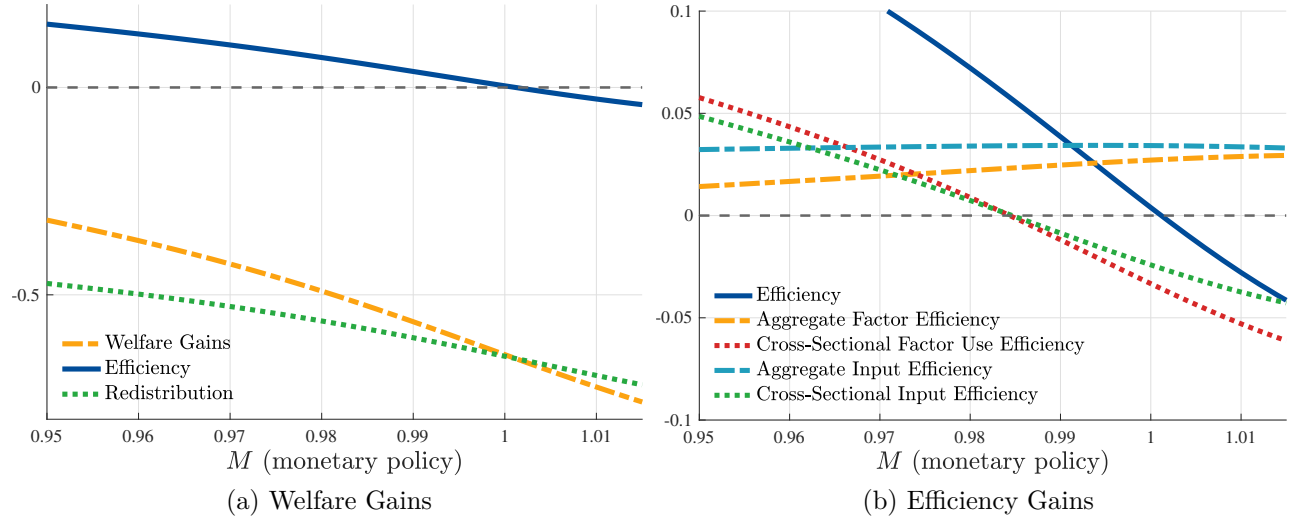 0
-0.5
Welfare Gains
Efficiency
Redistribution
0.95 0.96 0.97 0.98 0.99 1 1.01
M (monetary policy)
(a) Welfare Gains
0.1
0.05
0
-0.05
-0.1
Efficiency
Aggregate Factor Efficiency
Cross-Sectional Factor Use Efficiency
Aggregate Input Efficiency
Cross-Sectional Input Efficiency
0.95 0.96 0.97 0.98 0.99 1 1.01
M (monetary policy)
(b) Efficiency Gains